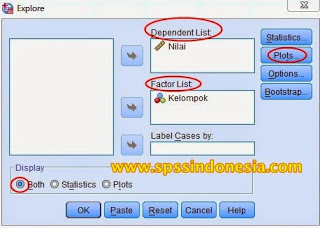 Explore
Dependent List:
Nilai
Statistics...
Plots...
Options...
Bootstrap...
Factor List:
Kelompok
Label Cases by:
www.spssindonesia.com
Display
Both Statistics Plots
OK Paste Reset Cancel Help